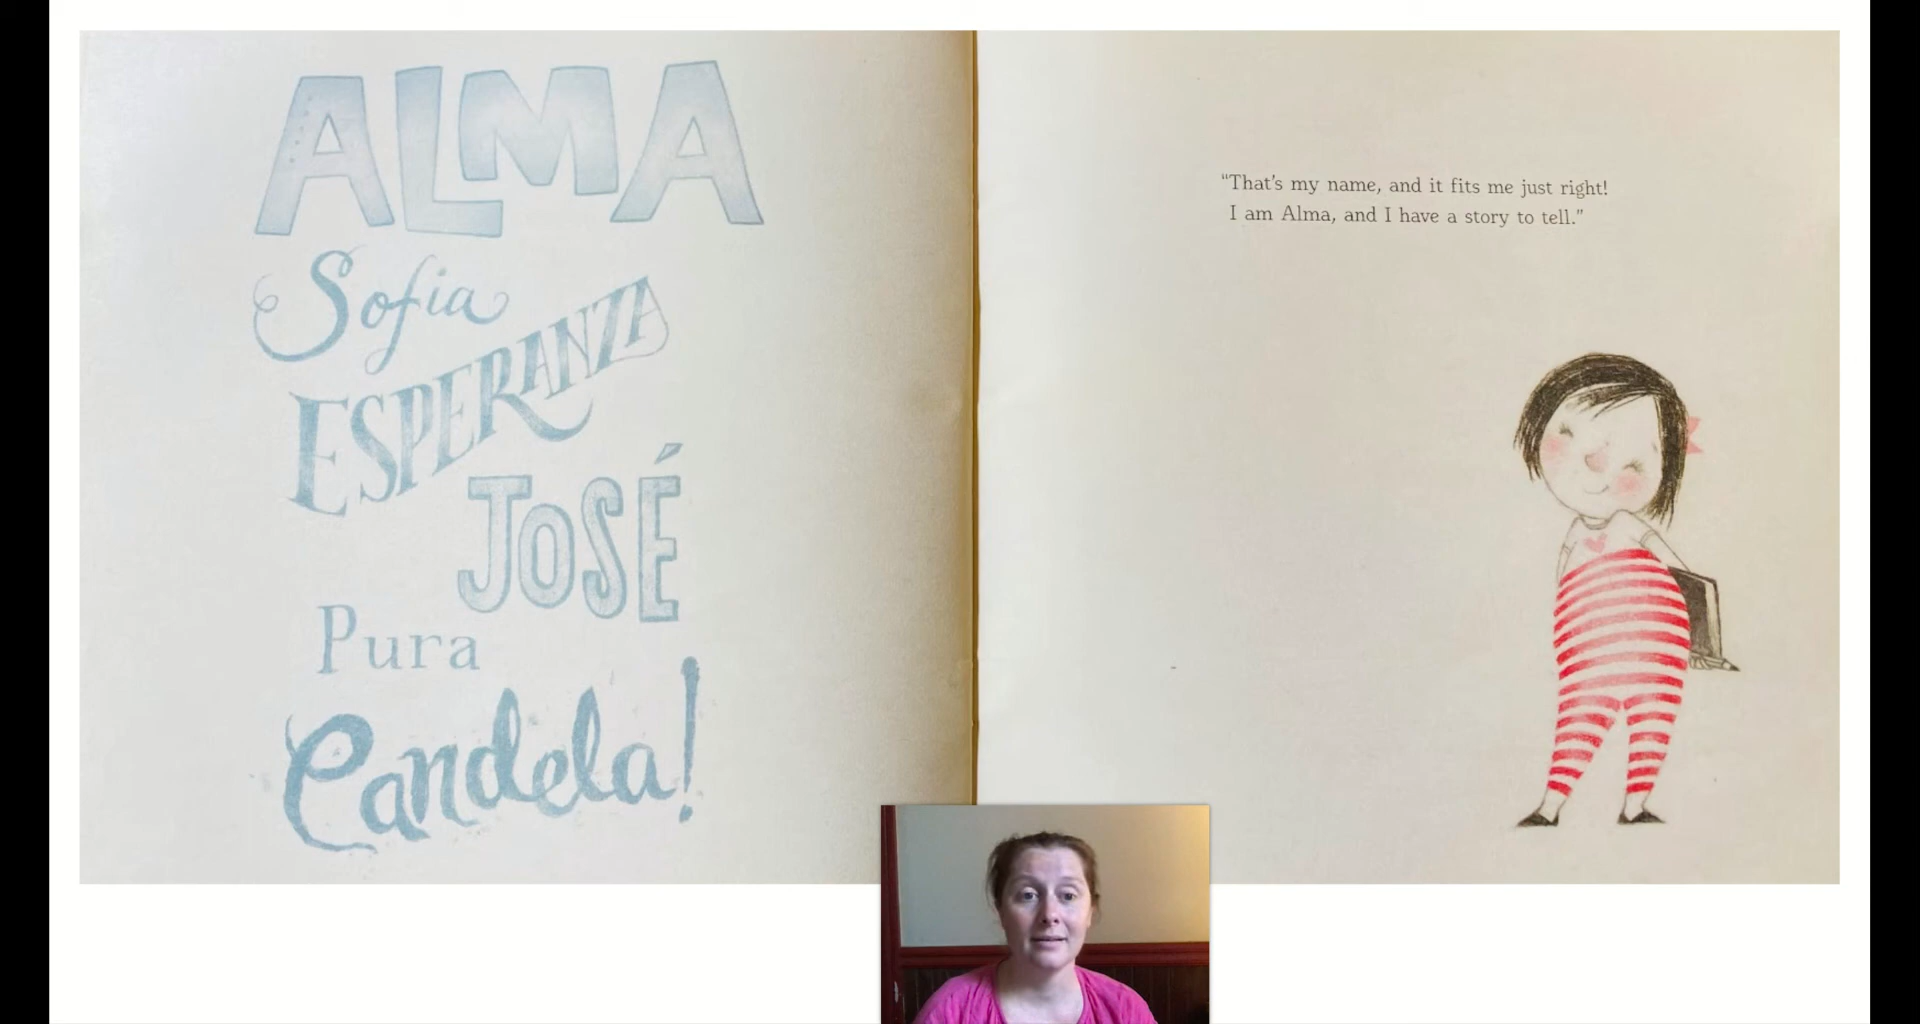 ALMA
Sofia
ESPERANZA
JOSÉ
Pura
Candela!
“That’s my name, and it fits me just right!
I am Alma, and I have a story to tell.”